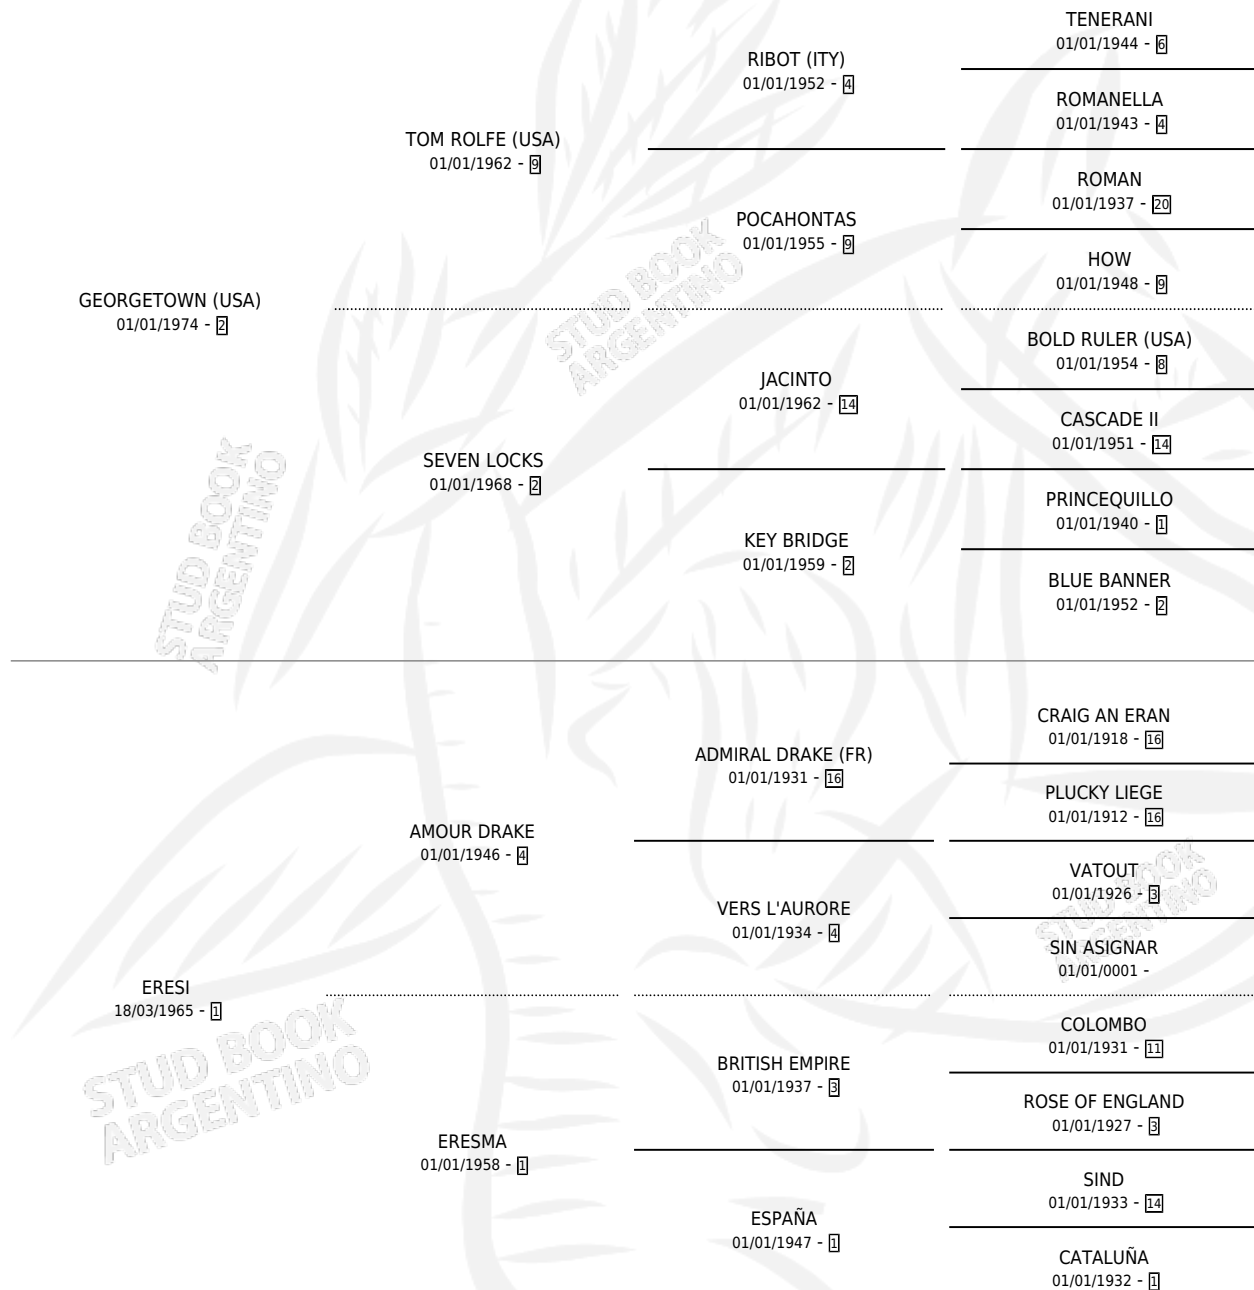 TENERANI
01/01/1944 - 6
RIBOT (ITY)
01/01/1952 - 4
ROMANELLA
01/01/1943 - 4
TOM ROLFE (USA)
01/01/1962 - 9
ROMAN
01/01/1937 - 20
POCAHONTAS
01/01/1955 - 9
HOW
01/01/1948 - 9
GEORGETOWN (USA)
01/01/1974 - 2
BOLD RULER (USA)
01/01/1954 - 8
JACINTO
01/01/1962 - 14
CASCADE II
01/01/1951 - 14
SEVEN LOCKS
01/01/1968 - 2
PRINCEQUILLO
01/01/1940 - 1
KEY BRIDGE
01/01/1959 - 2
BLUE BANNER
01/01/1952 - 2
CRAIG AN ERAN
01/01/1918 - 16
ADMIRAL DRAKE (FR)
01/01/1931 - 16
PLUCKY LIEGE
01/01/1912 - 16
AMOUR DRAKE
01/01/1946 - 4
VATOUT
01/01/1926 - 3
VERS L'AURORE
01/01/1934 - 4
SIN ASIGNAR
01/01/0001 -
ERESI
18/03/1965 - 1
COLOMBO
01/01/1931 - 11
BRITISH EMPIRE
01/01/1937 - 3
ROSE OF ENGLAND
01/01/1927 - 3
ERESMA
01/01/1958 - 1
SIND
01/01/1933 - 14
ESPAÑA
01/01/1947 - 1
CATALUÑA
01/01/1932 - 1
STUD BOOK
ARGENTINO
STUD BOOK
ARGENTINO
STUD BOOK
ARGENTINO
STUD BOOK
ARGENTINO